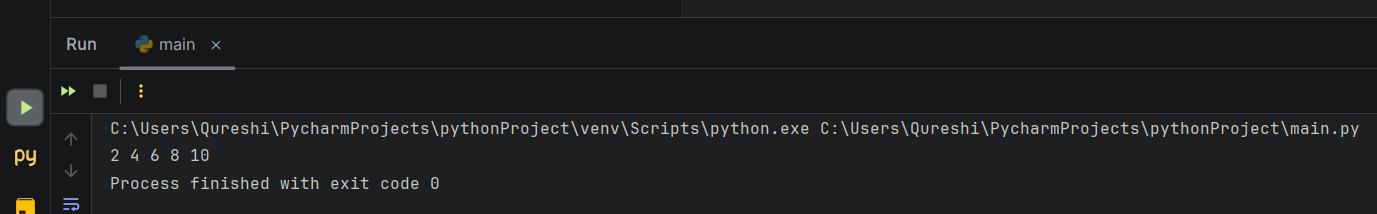 Run main
C:\Users\Qureshi\PycharmProjects\pythonProject\venv\Scripts\python.exe C:\Users\Qureshi\PycharmProjects\pythonProject\main.py
2 4 6 8 10
py
Process finished with exit code 0